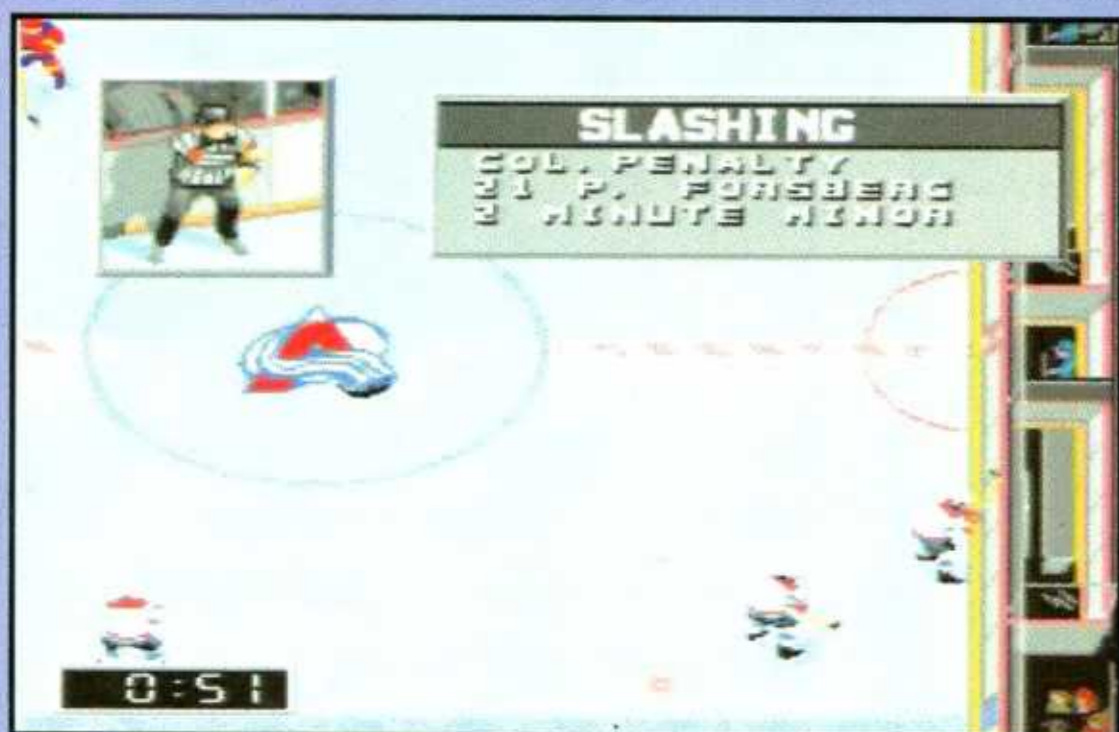 SLASHING
COL. PENALTY
21 P. FORSBERG
2 MINUTE MINOR
0:51